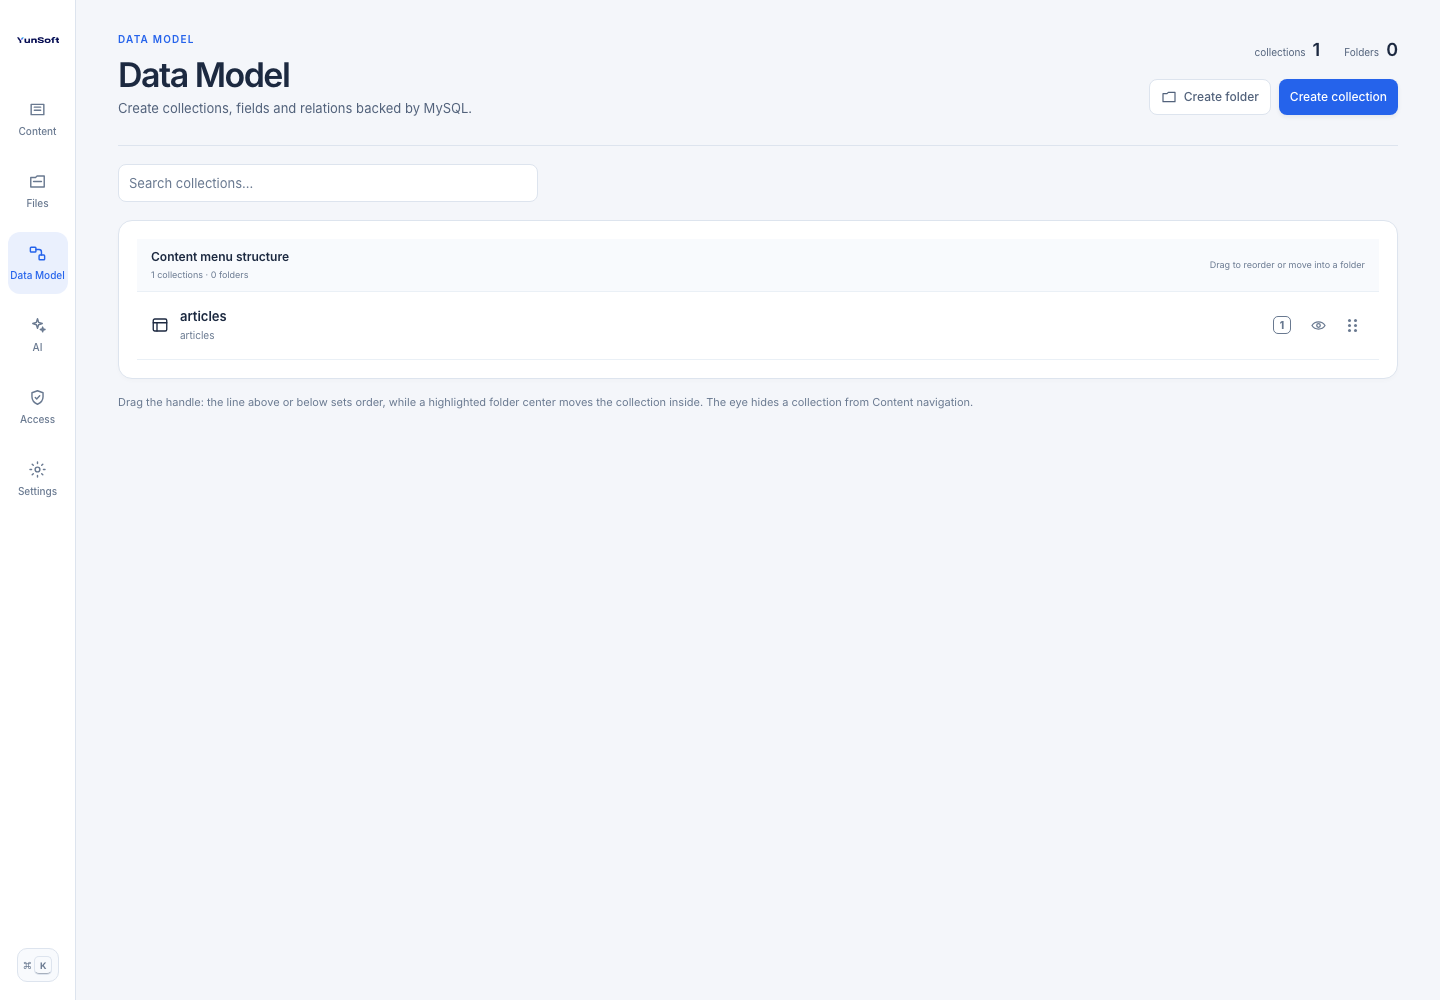 YunSoft
Content
Files
Data Model
AI
Access
Settings
⌘ K
DATA MODEL
Data Model
Create collections, fields and relations backed by MySQL.
collections 1 Folders 0
Create folder
Create collection
Search collections...
Content menu structure
1 collections · 0 folders
Drag to reorder or move into a folder
articles
articles
1
Drag the handle: the line above or below sets order, while a highlighted folder center moves the collection inside. The eye hides a collection from Content navigation.